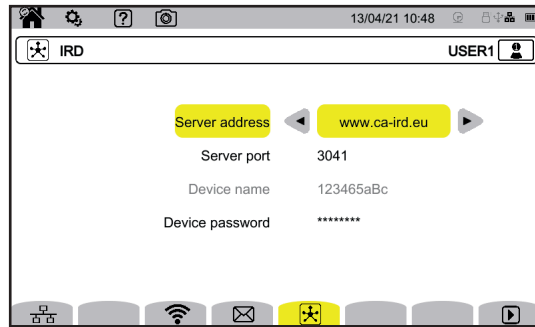 13/04/21 10:48
IRD
USER1
Server address www.ca-ird.eu
Server port 3041
Device name 123465aBc
Device password ********